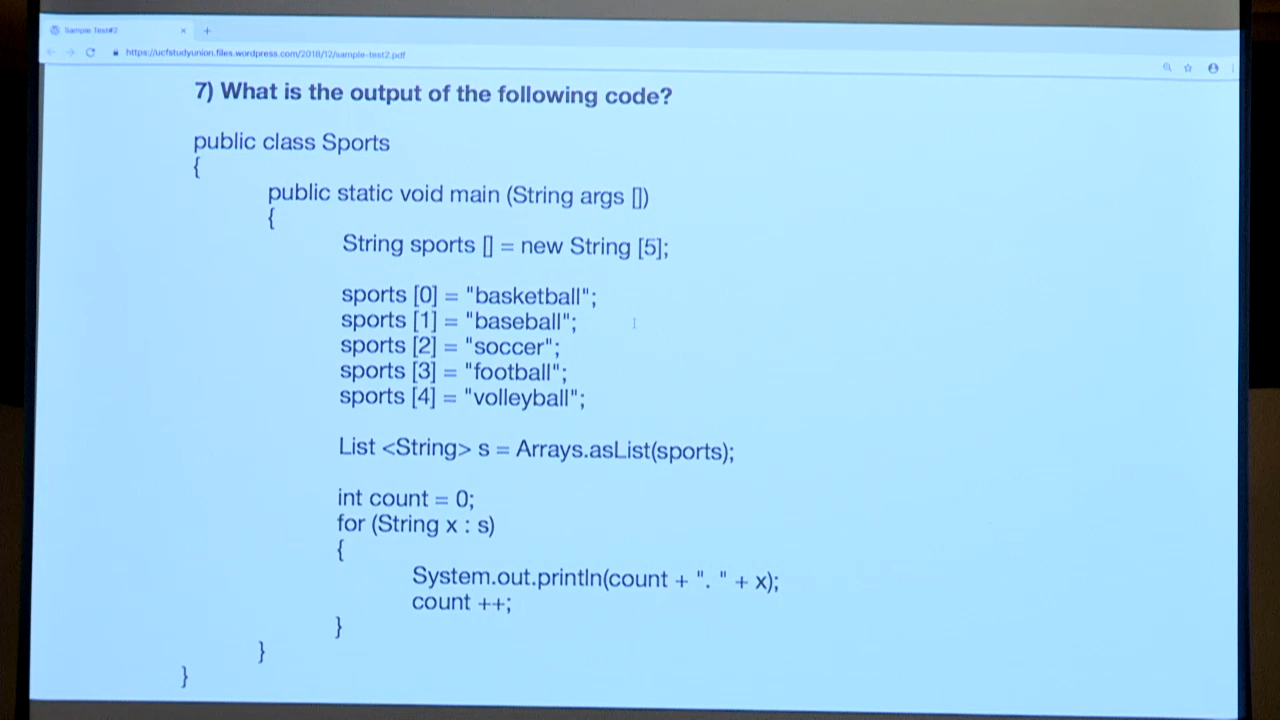 Sample Test#2
https://ucfstudyunion.files.wordpress.com/2018/12/sample-test2.pdf
7) What is the output of the following code?
public class Sports
{
public static void main (String args [])
{
String sports [] = new String [5];
sports [0] = "basketball";
sports [1] = "baseball";
sports [2] = "soccer";
sports [3] = "football";
sports [4] = "volleyball";
List <String> s = Arrays.asList(sports);
int count = 0;
for (String x : s)
{
System.out.println(count + ". " + x);
count ++;
}
}
}